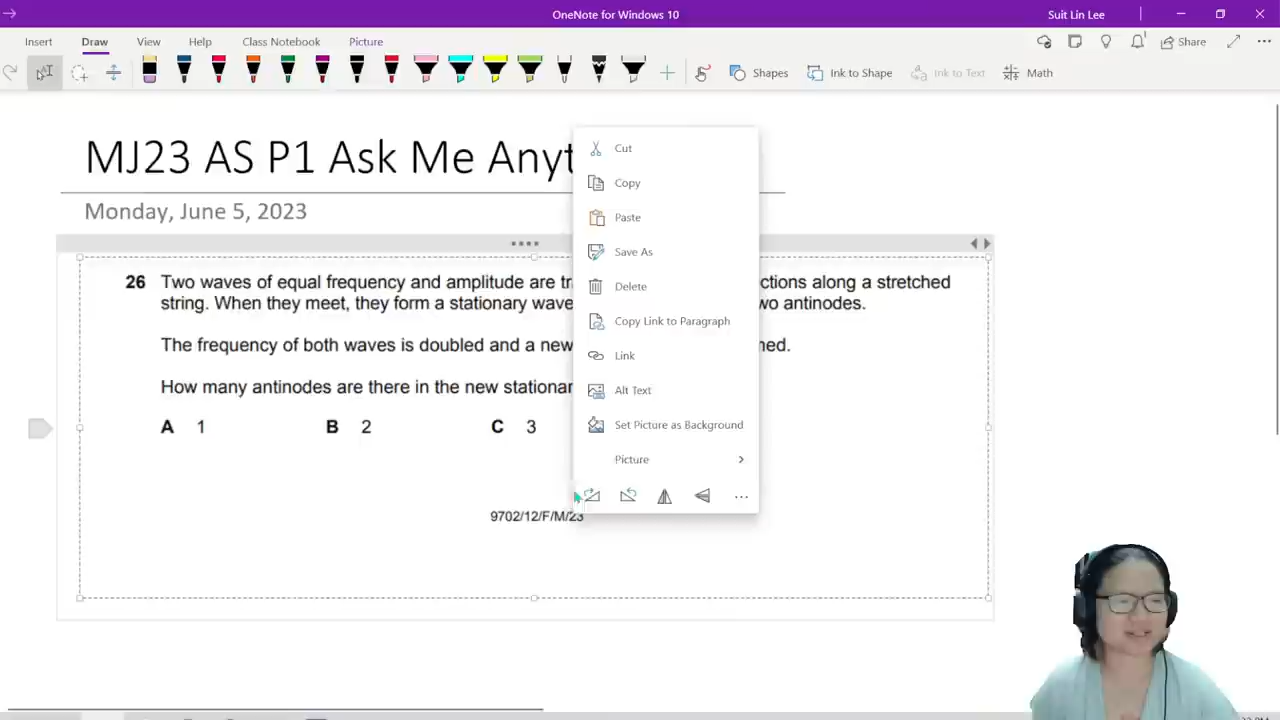 OneNote for Windows 10
Suit Lin Lee
Insert
Draw
View
Help
Class Notebook
Picture
Share
Shapes
Ink to Shape
Ink to Text
Math
MJ23 AS P1 Ask Me Anyt
Monday, June 5, 2023
Cut
Copy
Paste
Save As
Delete
Copy Link to Paragraph
Link
Alt Text
Set Picture as Background
Picture
26 Two waves of equal frequency and amplitude are tr ctions along a stretched
string. When they meet, they form a stationary wave wo antinodes.
The frequency of both waves is doubled and a new ned.
How many antinodes are there in the new stationar
A 1 B 2 C 3
9702/12/F/M/23